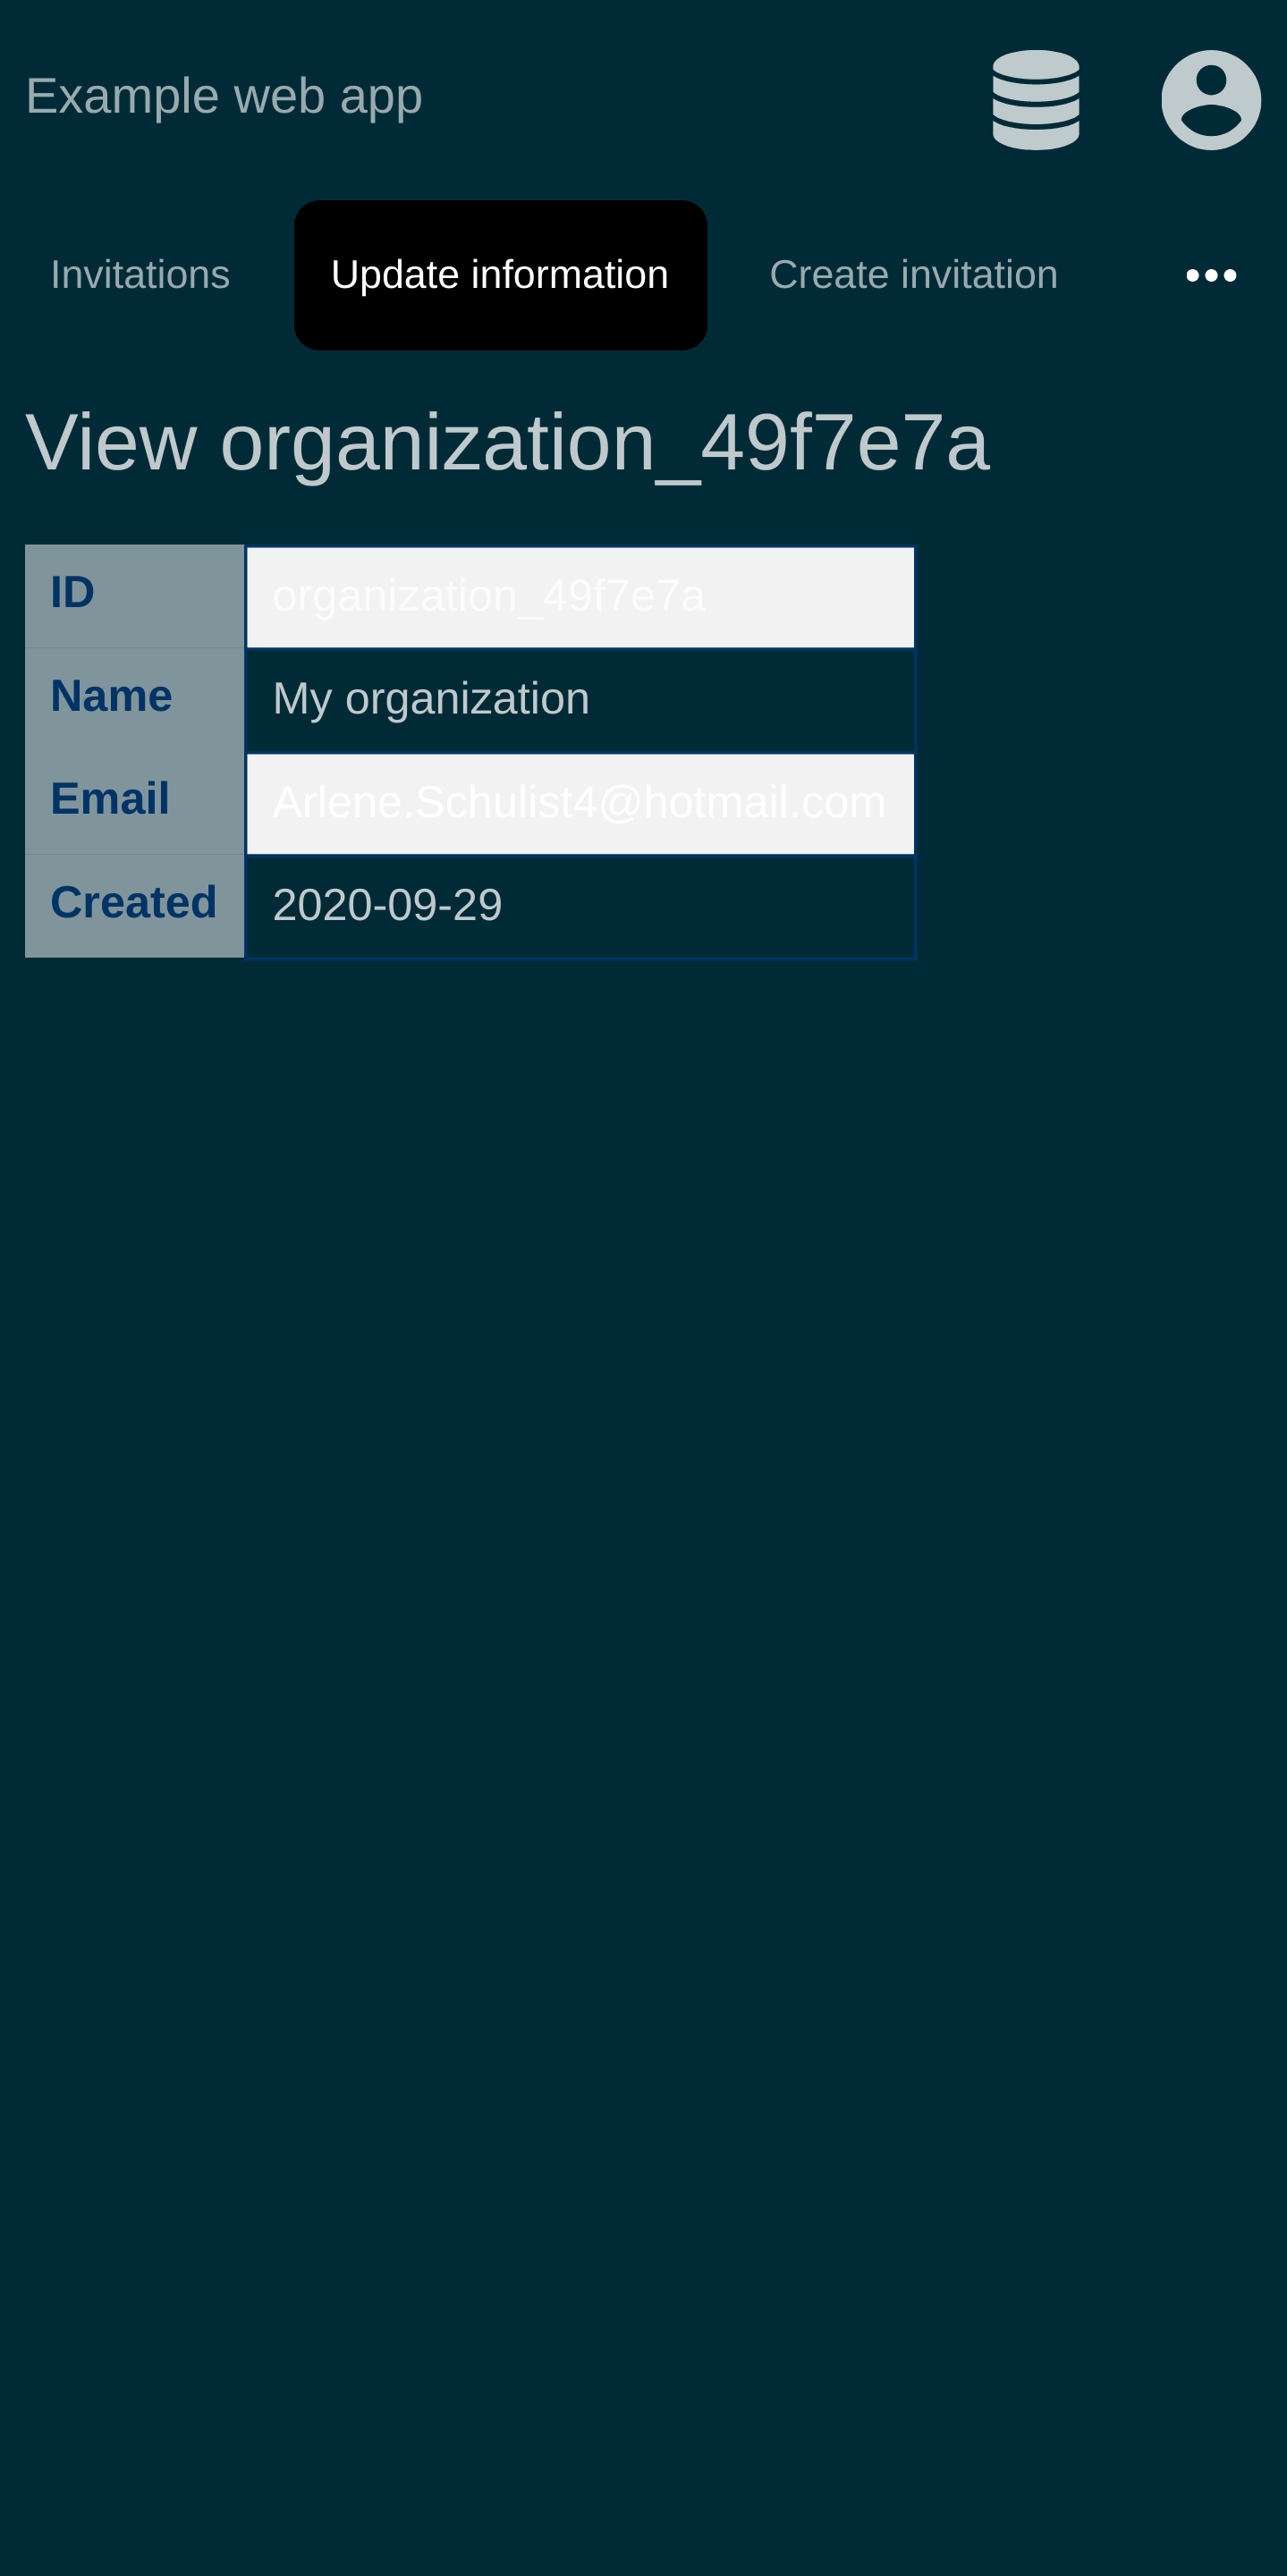 Example web app
Invitations Update information Create invitation •••
View organization_49f7e7a
ID organization_49f7e7a
Name My organization
Email Arlene.Schulist4@hotmail.com
Created 2020-09-29